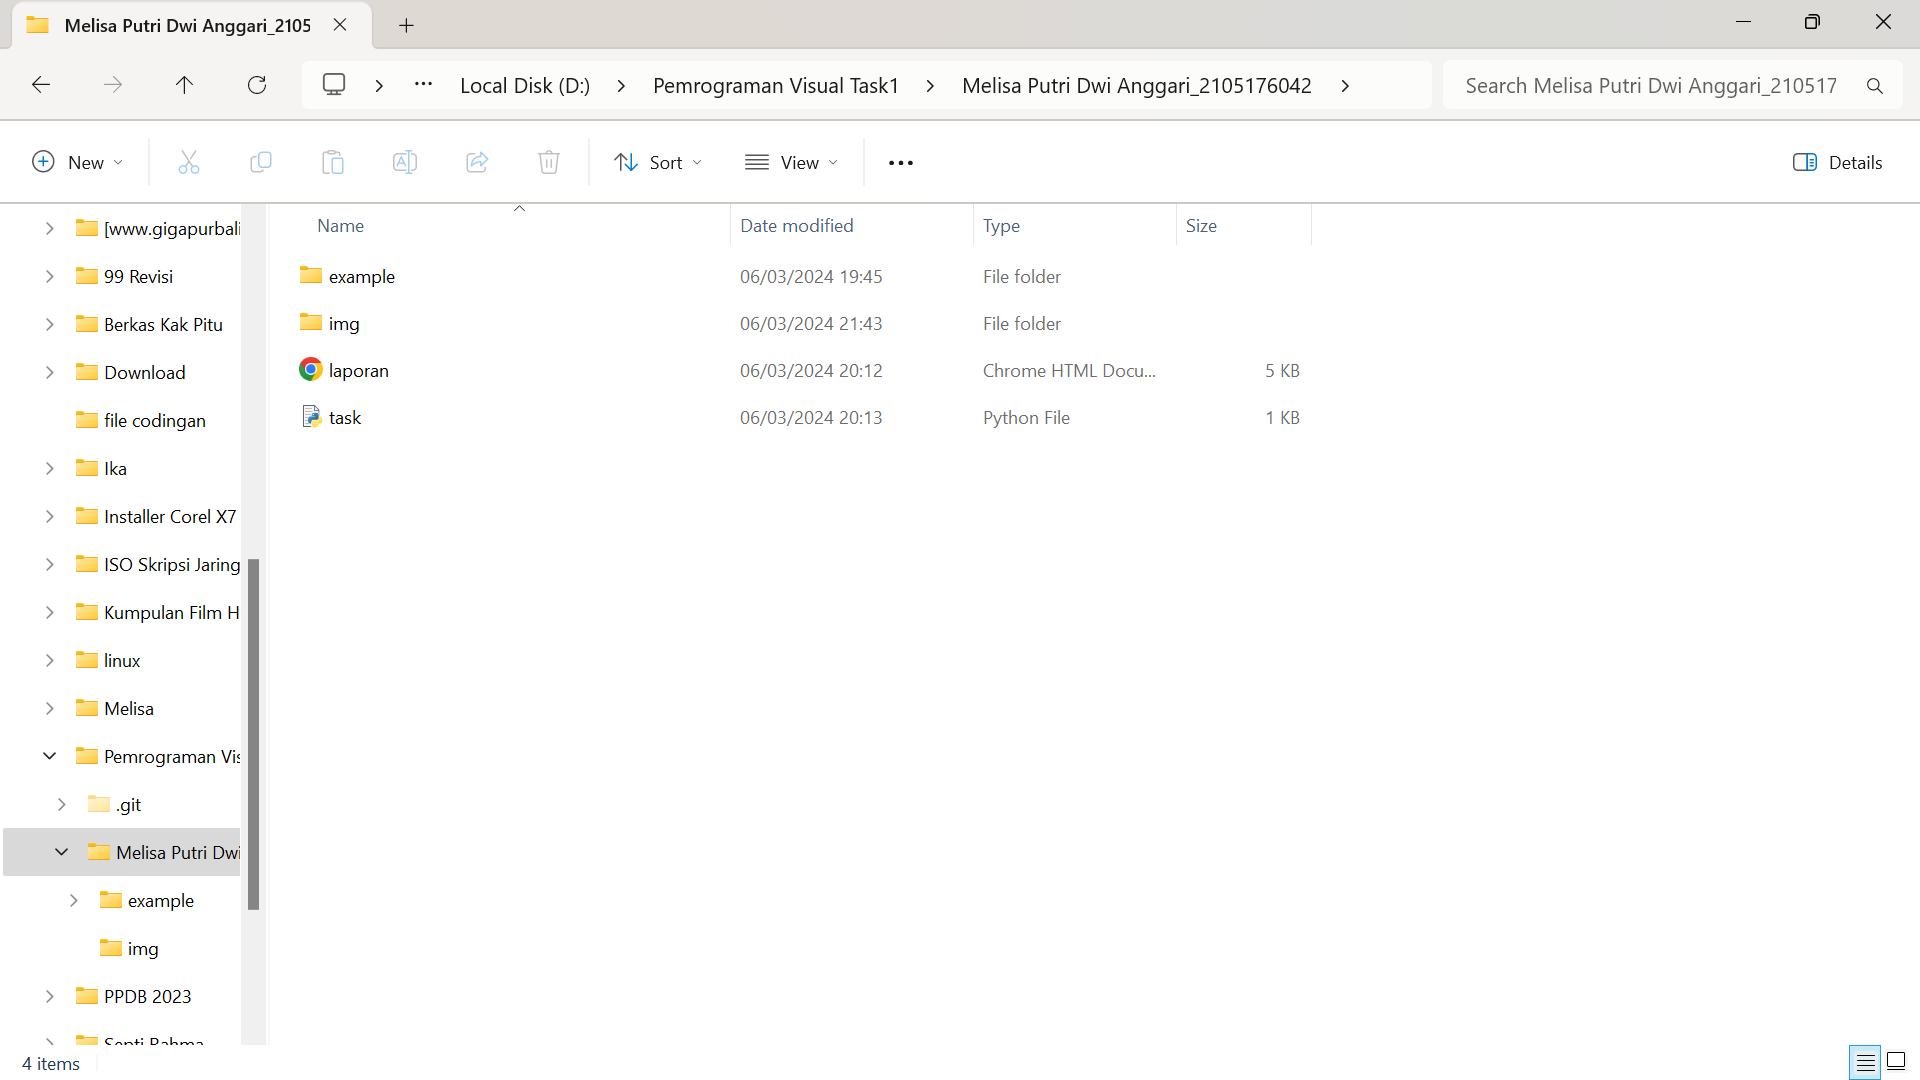 Melisa Putri Dwi Anggari_2105
Local Disk (D:) Pemrograman Visual Task1 Melisa Putri Dwi Anggari_2105176042
Search Melisa Putri Dwi Anggari_210517
New Sort View Details
[www.gigapurbali
99 Revisi
Berkas Kak Pitu
Download
file codingan
Ika
Installer Corel X7
ISO Skripsi Jaring
Kumpulan Film H
linux
Melisa
Pemrograman Vis
.git
Melisa Putri Dwi
example
img
PPDB 2023
Name Date modified Type Size
example 06/03/2024 19:45 File folder
img 06/03/2024 21:43 File folder
laporan 06/03/2024 20:12 Chrome HTML Docu... 5 KB
task 06/03/2024 20:13 Python File 1 KB
4 items